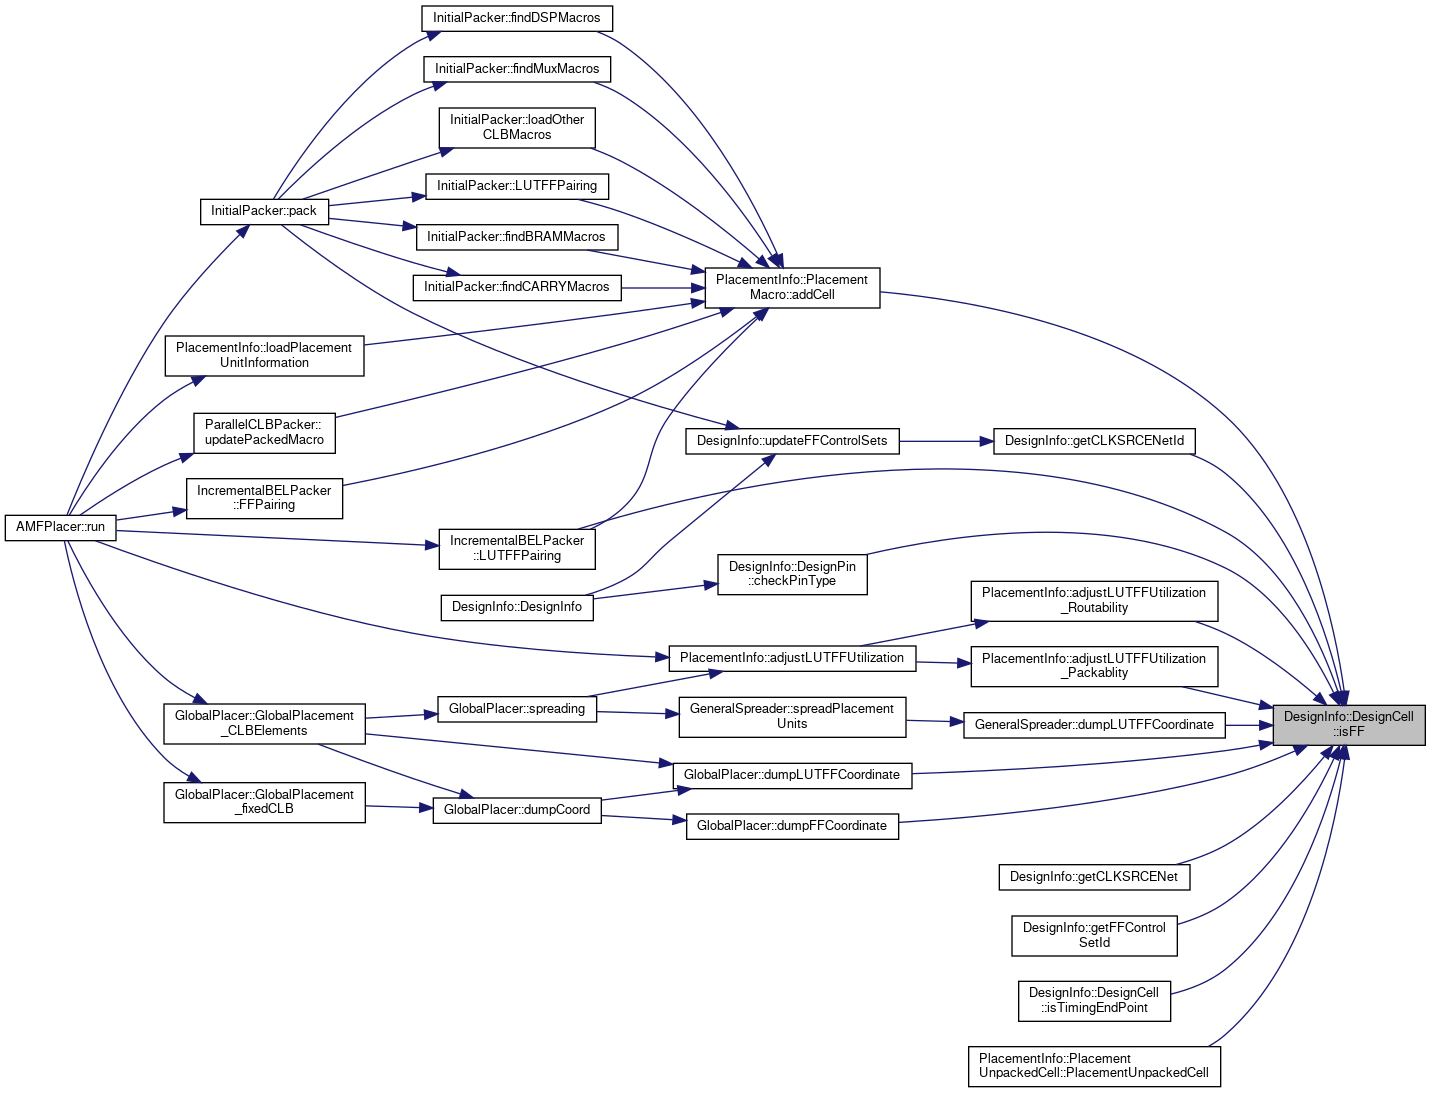 InitialPacker::findDSPMacros
InitialPacker::findMuxMacros
InitialPacker::loadOther
CLBMacros
InitialPacker::LUTFFPairing
InitialPacker::pack
InitialPacker::findBRAMMacros
InitialPacker::findCARRYMacros
PlacementInfo::Placement
Macro::addCell
PlacementInfo::loadPlacement
UnitInformation
ParallelCLBPacker::
updatePackedMacro
DesignInfo::updateFFControlSets
DesignInfo::getCLKSRCENetId
IncrementalBELPacker
::FFPairing
AMFPlacer::run
IncrementalBELPacker
::LUTFFPairing
DesignInfo::DesignPin
::checkPinType
DesignInfo::DesignInfo
PlacementInfo::adjustLUTFFUtilization
_Routability
PlacementInfo::adjustLUTFFUtilization
PlacementInfo::adjustLUTFFUtilization
_Packablity
GlobalPlacer::GlobalPlacement
_CLBElements
GlobalPlacer::spreading
GeneralSpreader::spreadPlacement
Units
GeneralSpreader::dumpLUTFFCoordinate
DesignInfo::DesignCell
::isFF
GlobalPlacer::dumpLUTFFCoordinate
GlobalPlacer::GlobalPlacement
_fixedCLB
GlobalPlacer::dumpCoord
GlobalPlacer::dumpFFCoordinate
DesignInfo::getCLKSRCENet
DesignInfo::getFFControl
SetId
DesignInfo::DesignCell
::isTimingEndPoint
PlacementInfo::Placement
UnpackedCell::PlacementUnpackedCell